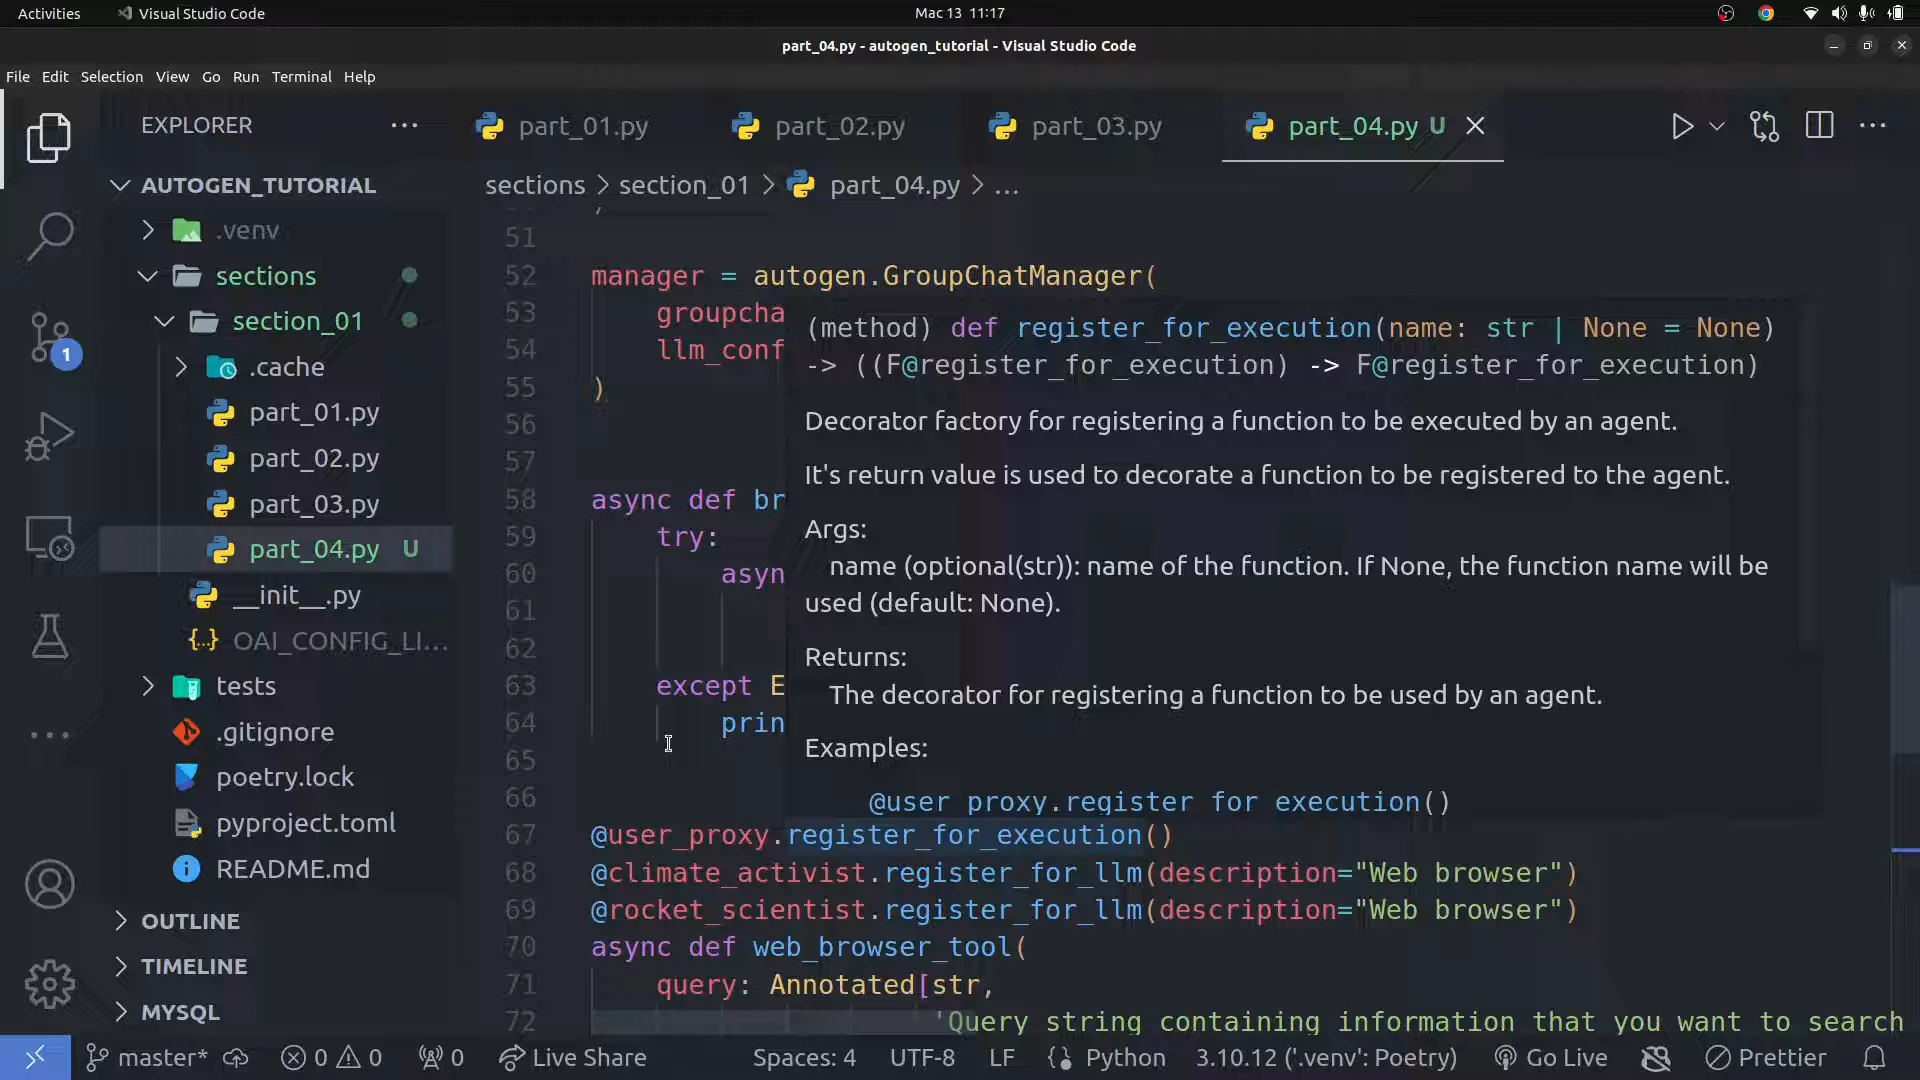 Activities Visual Studio Code Mac 13 11:17
part_04.py - autogen_tutorial - Visual Studio Code
File Edit Selection View Go Run Terminal Help
EXPLORER
part_01.py part_02.py part_03.py part_04.py U
AUTOGEN_TUTORIAL
sections > section_01 > part_04.py > ...
.venv
sections
section_01
.cache
part_01.py
part_02.py
part_03.py
part_04.py U
__init__.py
OAI_CONFIG_LI...
tests
.gitignore
poetry.lock
pyproject.toml
README.md
OUTLINE
TIMELINE
MYSQL
1
51
52 manager = autogen.GroupChatManager(
53 groupcha
54 llm_conf
55 )
56
57
58 async def br
59 try:
60 asyn
61
62
63 except E
64 prin
65
66
(method) def register_for_execution(name: str | None = None)
-> ((F@register_for_execution) -> F@register_for_execution)
Decorator factory for registering a function to be executed by an agent.
It's return value is used to decorate a function to be registered to the agent.
Args:
name (optional(str)): name of the function. If None, the function name will be
used (default: None).
Returns:
The decorator for registering a function to be used by an agent.
Examples:
@user_proxy.register_for_execution()
67 @user_proxy.register_for_execution()
68 @climate_activist.register_for_llm(description="Web browser")
69 @rocket_scientist.register_for_llm(description="Web browser")
70 async def web_browser_tool(
71 query: Annotated[str,
72 'Query string containing information that you want to search
master* 0 0 0 Live Share Spaces: 4 UTF-8 LF Python 3.10.12 ('.venv': Poetry) Go Live Prettier